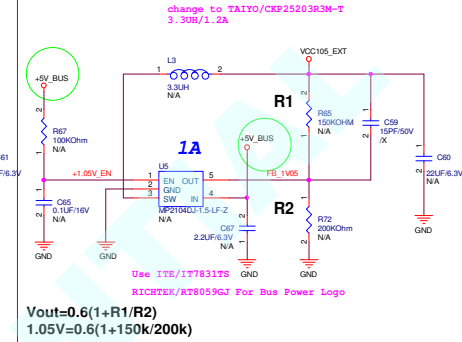 change to TAIYO/CKP25203R3M-T
3.3UH/1.2A
VCC105_EXT
L3
1 2
3.3UH
N/A
+5V_BUS
R1
R65
150KOHM
N/A
C59
15PF/50V
/X
R67
100KOhm
N/A
1A
+5V_BUS
C60
22UF/6.3V
N/A
C61
+1.05V_EN
U5
1 EN OUT 5
2 GND
3 SW IN 4
FB_1V05
MP2104DJ-1.5-LF-Z
N/A
C65
0.1UF/16V
N/A
R2
R72
200KOhm
N/A
C67
2.2UF/6.3V
N/A
GND
GND
GND
GND
GND
Use ITE/IT7831TS
RICHTEK/RT8059GJ For Bus Power Logo
Vout=0.6(1+R1/R2)
1.05V=0.6(1+150k/200k)